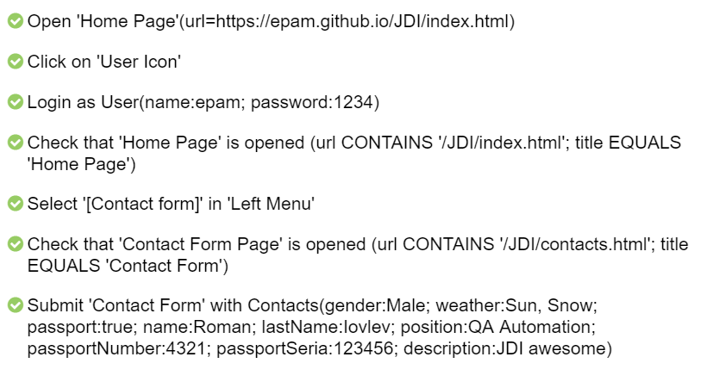 Open 'Home Page'(url=https://epam.github.io/JDI/index.html)
Click on 'User Icon'
Login as User(name:epam; password:1234)
Check that 'Home Page' is opened (url CONTAINS '/JDI/index.html'; title EQUALS
'Home Page')
Select '[Contact form]' in 'Left Menu'
Check that 'Contact Form Page' is opened (url CONTAINS '/JDI/contacts.html'; title
EQUALS 'Contact Form')
Submit 'Contact Form' with Contacts(gender:Male; weather:Sun, Snow;
passport:true; name:Roman; lastName:Iovlev; position:QA Automation;
passportNumber:4321; passportSeria:123456; description:JDI awesome)